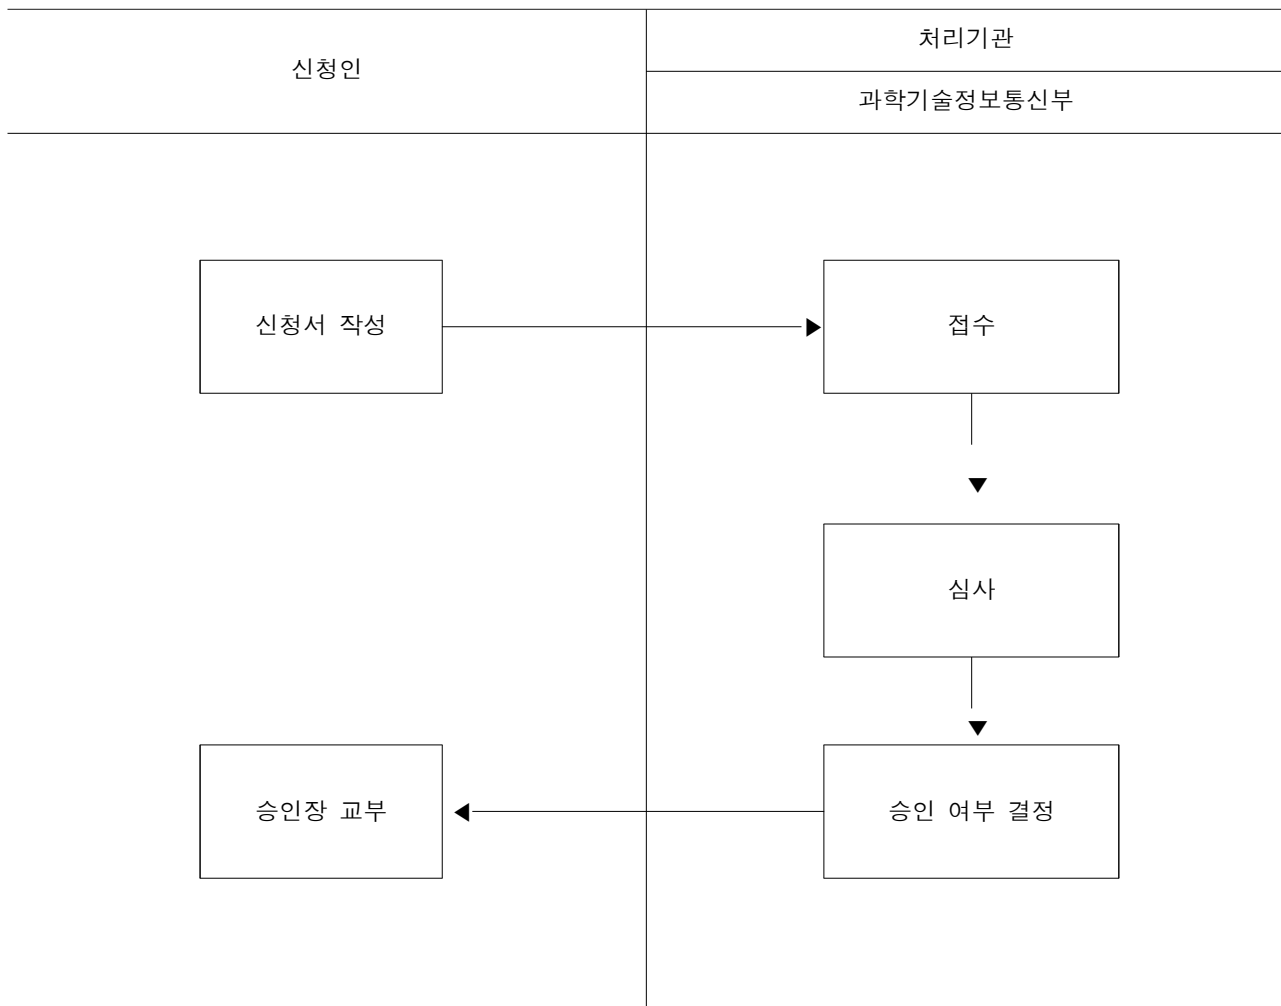 신청인
처리기관
과학기술정보통신부
신청서 작성
접수
심사
승인장 교부
승인 여부 결정